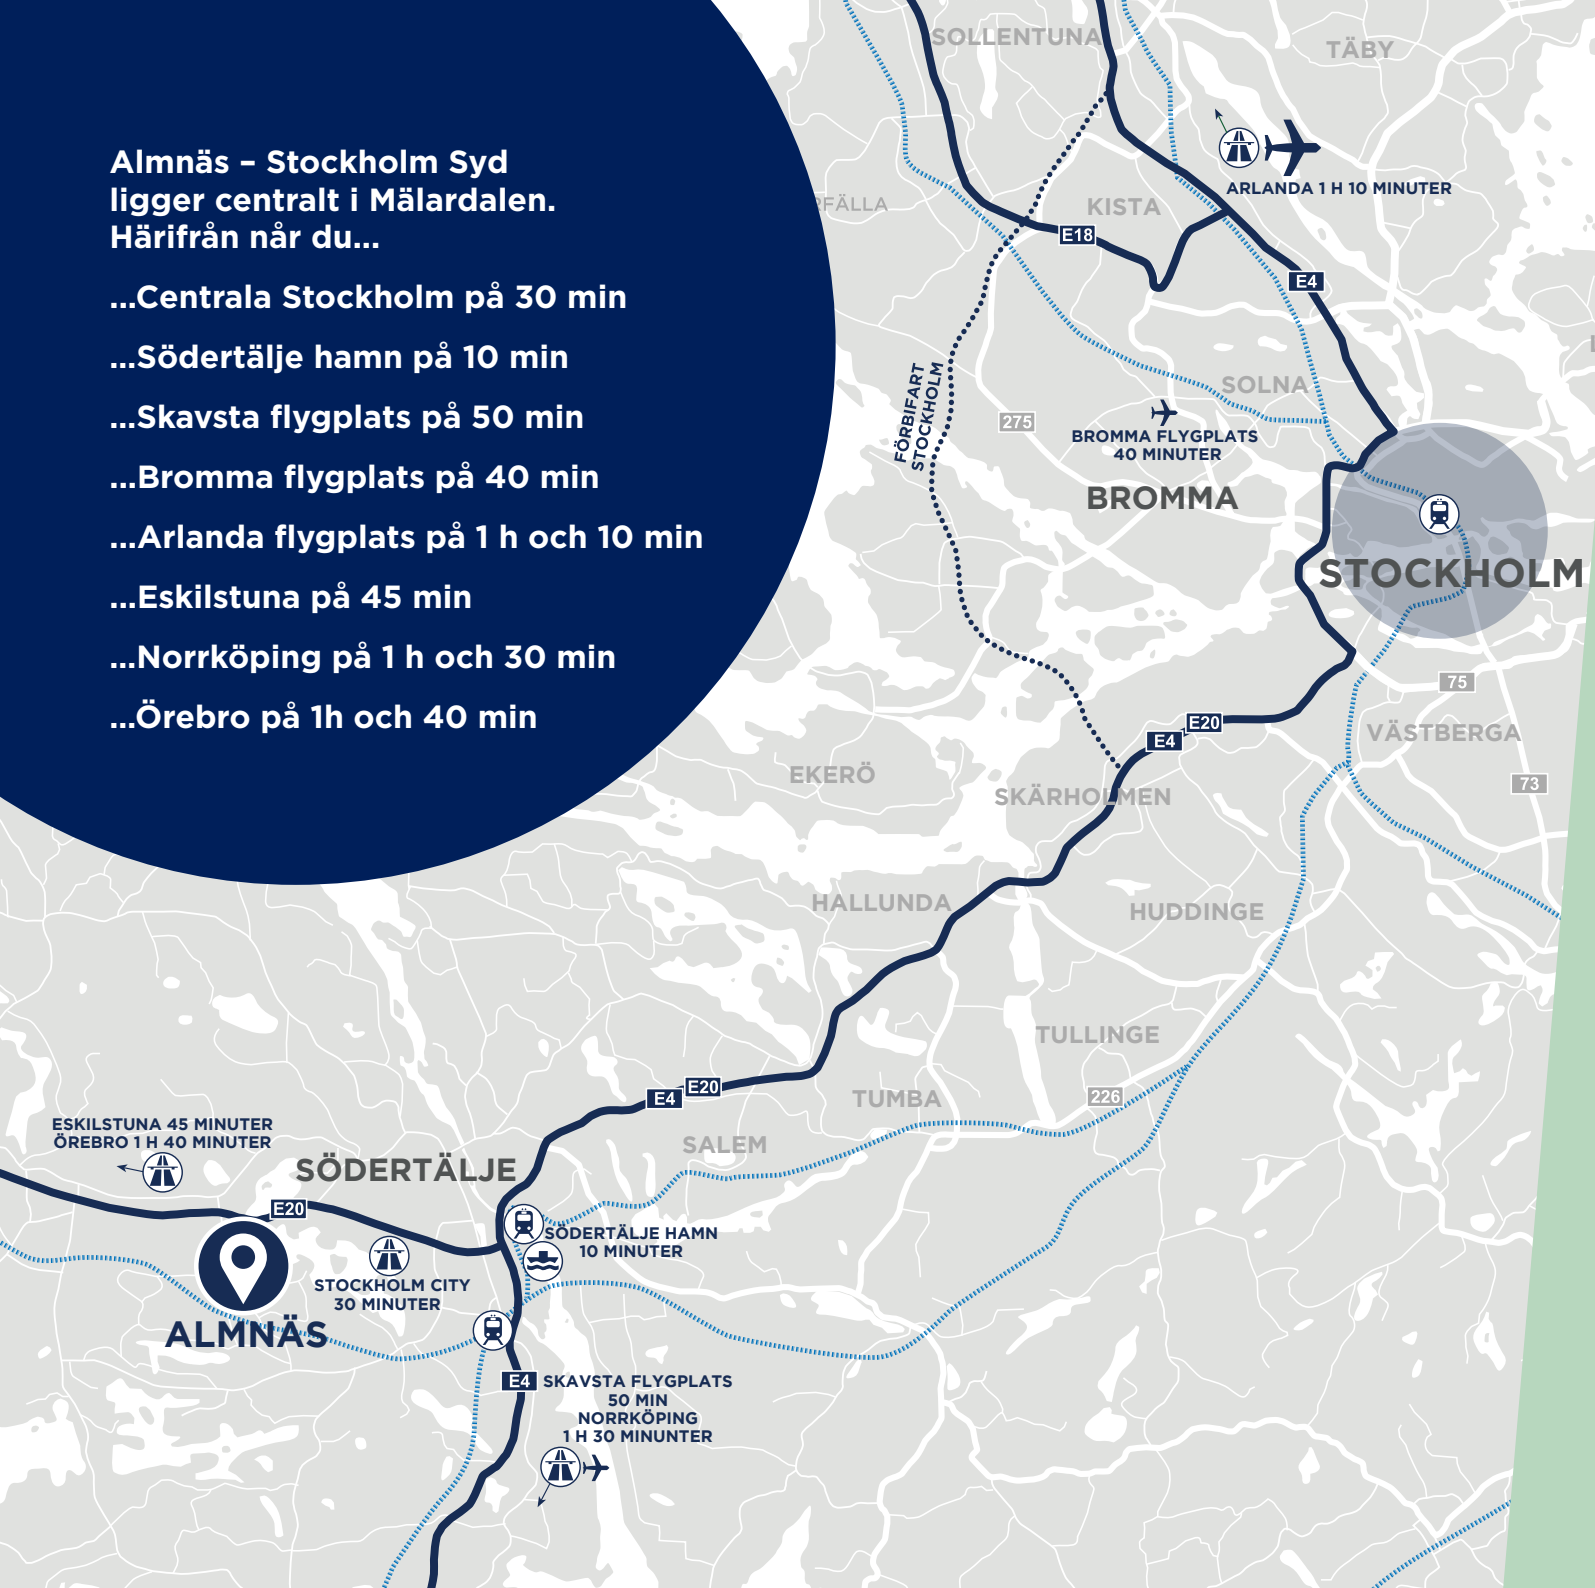 Almnäs – Stockholm Syd
ligger centralt i Mälardalen.
Härifrån når du...
...Centrala Stockholm på 30 min
...Södertälje hamn på 10 min
...Skavsta flygplats på 50 min
...Bromma flygplats på 40 min
...Arlanda flygplats på 1 h och 10 min
...Eskilstuna på 45 min
...Norrköping på 1 h och 30 min
...Örebro på 1h och 40 min
SOLLENTUNA
TÄBY
ARLANDA 1 H 10 MINUTER
RFÄLLA
KISTA
E18
E4
FÖRBIFART
STOCKHOLM
SOLNA
275
BROMMA FLYGPLATS
40 MINUTER
BROMMA
STOCKHOLM
75
E20
E4
VÄSTBERGA
EKERÖ
73
SKÄRHOLMEN
HALLUNDA
HUDDINGE
TULLINGE
E20
E4
TUMBA
226
ESKILSTUNA 45 MINUTER
ÖREBRO 1 H 40 MINUTER
SALEM
SÖDERTÄLJE
E20
SÖDERTÄLJE HAMN
10 MINUTER
STOCKHOLM CITY
30 MINUTER
ALMNÄS
E4
SKAVSTA FLYGPLATS
50 MIN
NORRKÖPING
1 H 30 MINUNTER